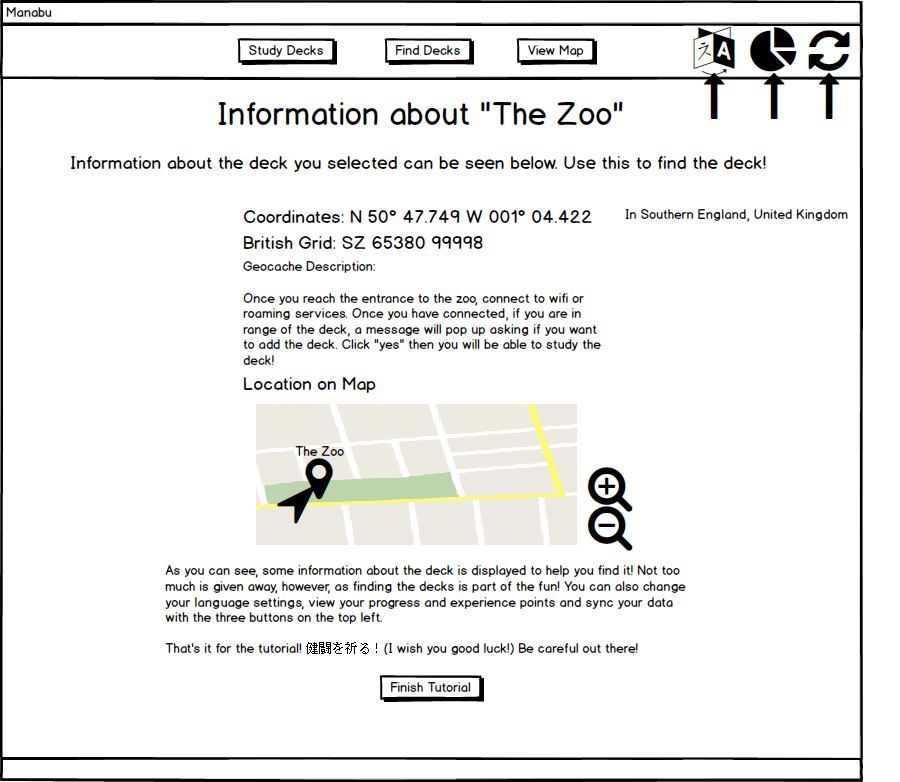 Manabu
Study Decks
Find Decks
View Map
A
Information about "The Zoo"
Information about the deck you selected can be seen below. Use this to find the deck!
Coordinates: N 50° 47.749 W 001° 04.422
In Southern England, United Kingdom
British Grid: SZ 65380 99998
Geocache Description:
Once you reach the entrance to the zoo, connect to wifi or
roaming services. Once you have connected, if you are in
range of the deck, a message will pop up asking if you want
to add the deck. Click "yes" then you will be able to study the
deck!
Location on Map
The Zoo
As you can see, some information about the deck is displayed to help you find it! Not too
much is given away, however, as finding the decks is part of the fun! You can also change
your language settings, view your progress and experience points and sync your data
with the three buttons on the top left.
That's it for the tutorial! 健闘を祈る！(I wish you good luck!) Be careful out there!
Finish Tutorial